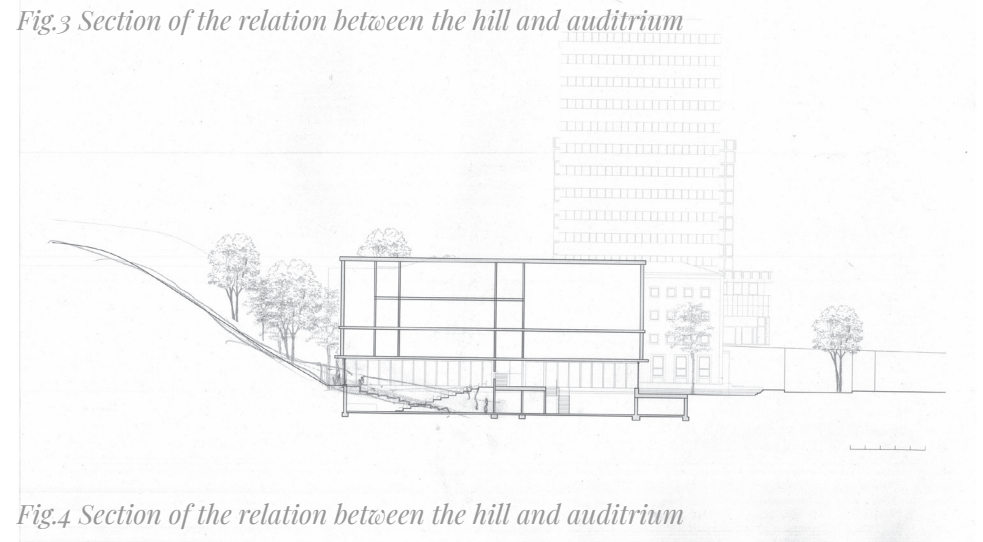 Fig.3 Section of the relation between the hill and auditrium
Fig.4 Section of the relation between the hill and auditrium